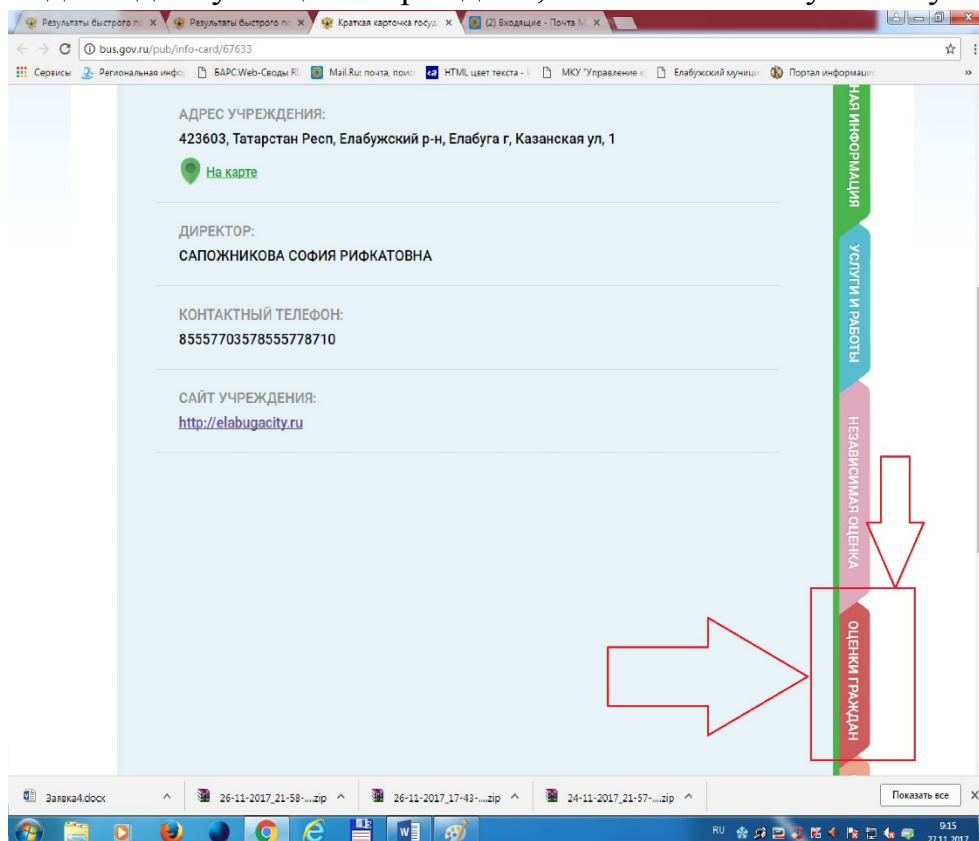 Результаты быстрого по
Результаты быстрого по
Краткая карточка госуд
(2) Входящие - Почта M
bus.gov.ru/pub/info-card/67633
Сервисы
Региональная инфор
БАРС.Web-Своды RI
Mail.Ru: почта, поис
HTML цвет текста -
МКУ "Управление
Елабужский муници
Портал информацис
АДРЕС УЧРЕЖДЕНИЯ:
423603, Татарстан Респ, Елабужский р-н, Елабуга г, Казанская ул, 1
На карте
ДИРЕКТОР:
САПОЖНИКОВА СОФИЯ РИФКАТОВНА
КОНТАКТНЫЙ ТЕЛЕФОН:
85557703578555778710
САЙТ УЧРЕЖДЕНИЯ:
http://elabugacity.ru
НАЯ ИНФОРМАЦИЯ
УСЛУГИ И РАБОТЫ
НЕЗАВИСИМАЯ ОЦЕНКА
ОЦЕНКИ ГРАЖДАН
Заявка4.docx
26-11-2017_21-58-....zip
26-11-2017_17-43-....zip
24-11-2017_21-57-....zip
Показать все
RU
9:15
27.11.2017